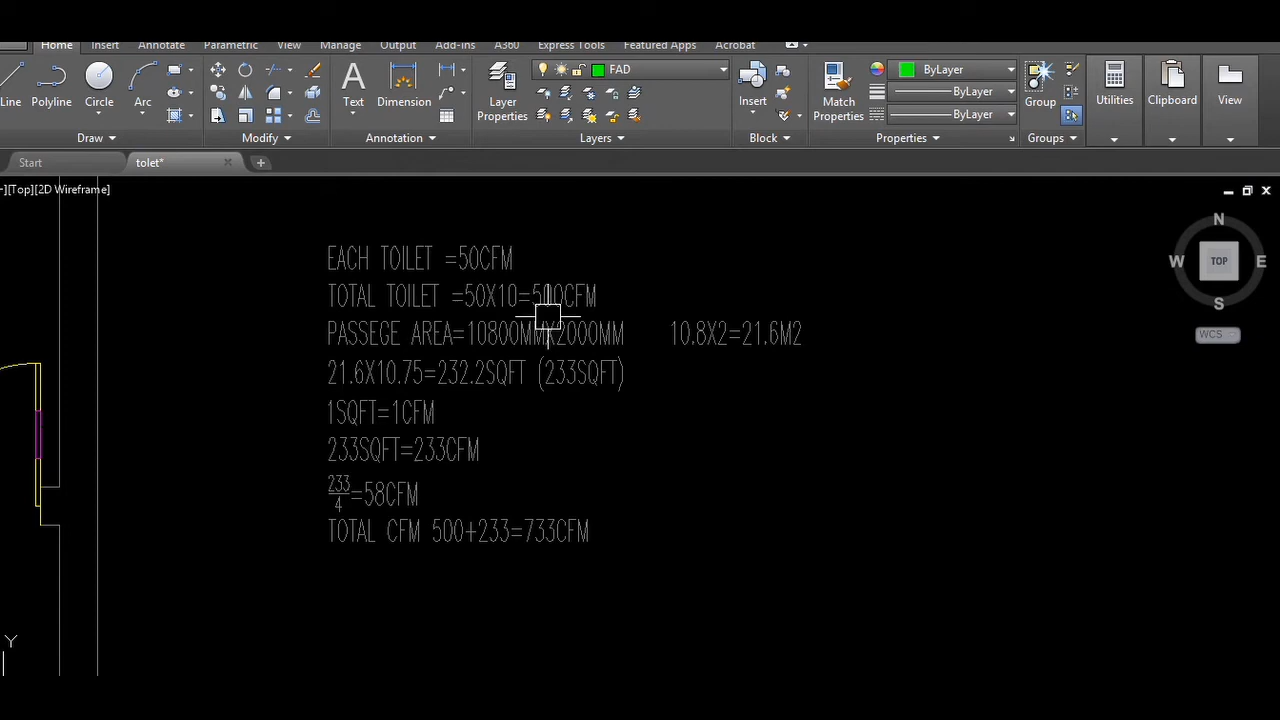 Home Insert Annotate Parametric View Manage Output Add-ins A360 Express Tools Featured Apps Acrobat
FAD
ByLayer
ByLayer
ByLayer
Line Polyline Circle Arc Text Dimension Layer Properties Insert Match Properties Group Utilities Clipboard View
Draw Modify Annotation Layers Block Properties Groups
Start tolet*
-][Top][2D Wireframe]
N
W TOP E
S
WCS
EACH TOILET =50CFM
TOTAL TOILET =50X10=500CFM
PASSEGE AREA=10800MMX2000MM 10.8X2=21.6M2
21.6X10.75=232.2SQFT (233SQFT)
1SQFT=1CFM
233SQFT=233CFM
233/4=58CFM
TOTAL CFM 500+233=733CFM
Y